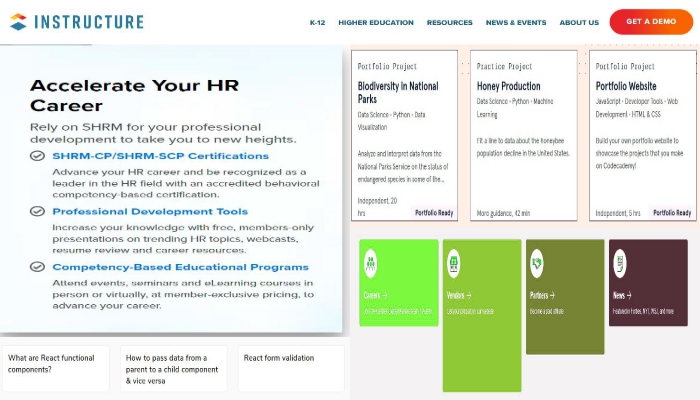 INSTRUCTURE
K-12 HIGHER EDUCATION RESOURCES NEWS & EVENTS ABOUT US GET A DEMO
Accelerate Your HR
Career
Rely on SHRM for your professional
development to take you to new heights.
SHRM-CP/SHRM-SCP Certifications
Advance your HR career and be recognized as a
leader in the HR field with an accredited behavioral
competency-based certification.
Professional Development Tools
Increase your knowledge with free, members-only
presentations on trending HR topics, webcasts,
resume review and career resources.
Competency-Based Educational Programs
Attend events, seminars and eLearning courses in
person or virtually, at member-exclusive pricing, to
advance your career.
Portfolio Project
Biodiversity in National
Parks
Data Science • Python • Data
Visualization
Analyze and interpret data from the
National Parks Service on the status of
endangered species in some of the...
Independent, 20
hrs
Portfolio Ready
Practice Project
Honey Production
Data Science • Python • Machine
Learning
Fit a line to data about the honeybee
population decline in the United States.
More guidance, 42 min
Portfolio Project
Portfolio Website
JavaScript • Developer Tools • Web
Development • HTML & CSS
Build your own portfolio website to
showcase the projects that you make
on Codecademy!
Independent, 5 hrs
Portfolio Ready
What are React functional
components?
How to pass data from a
parent to a child component
& vice versa
React form validation
Careers →
Vendors →
Partners →
Become a paid affiliate
News →
Featured in Forbes, NYT, WSJ, and more